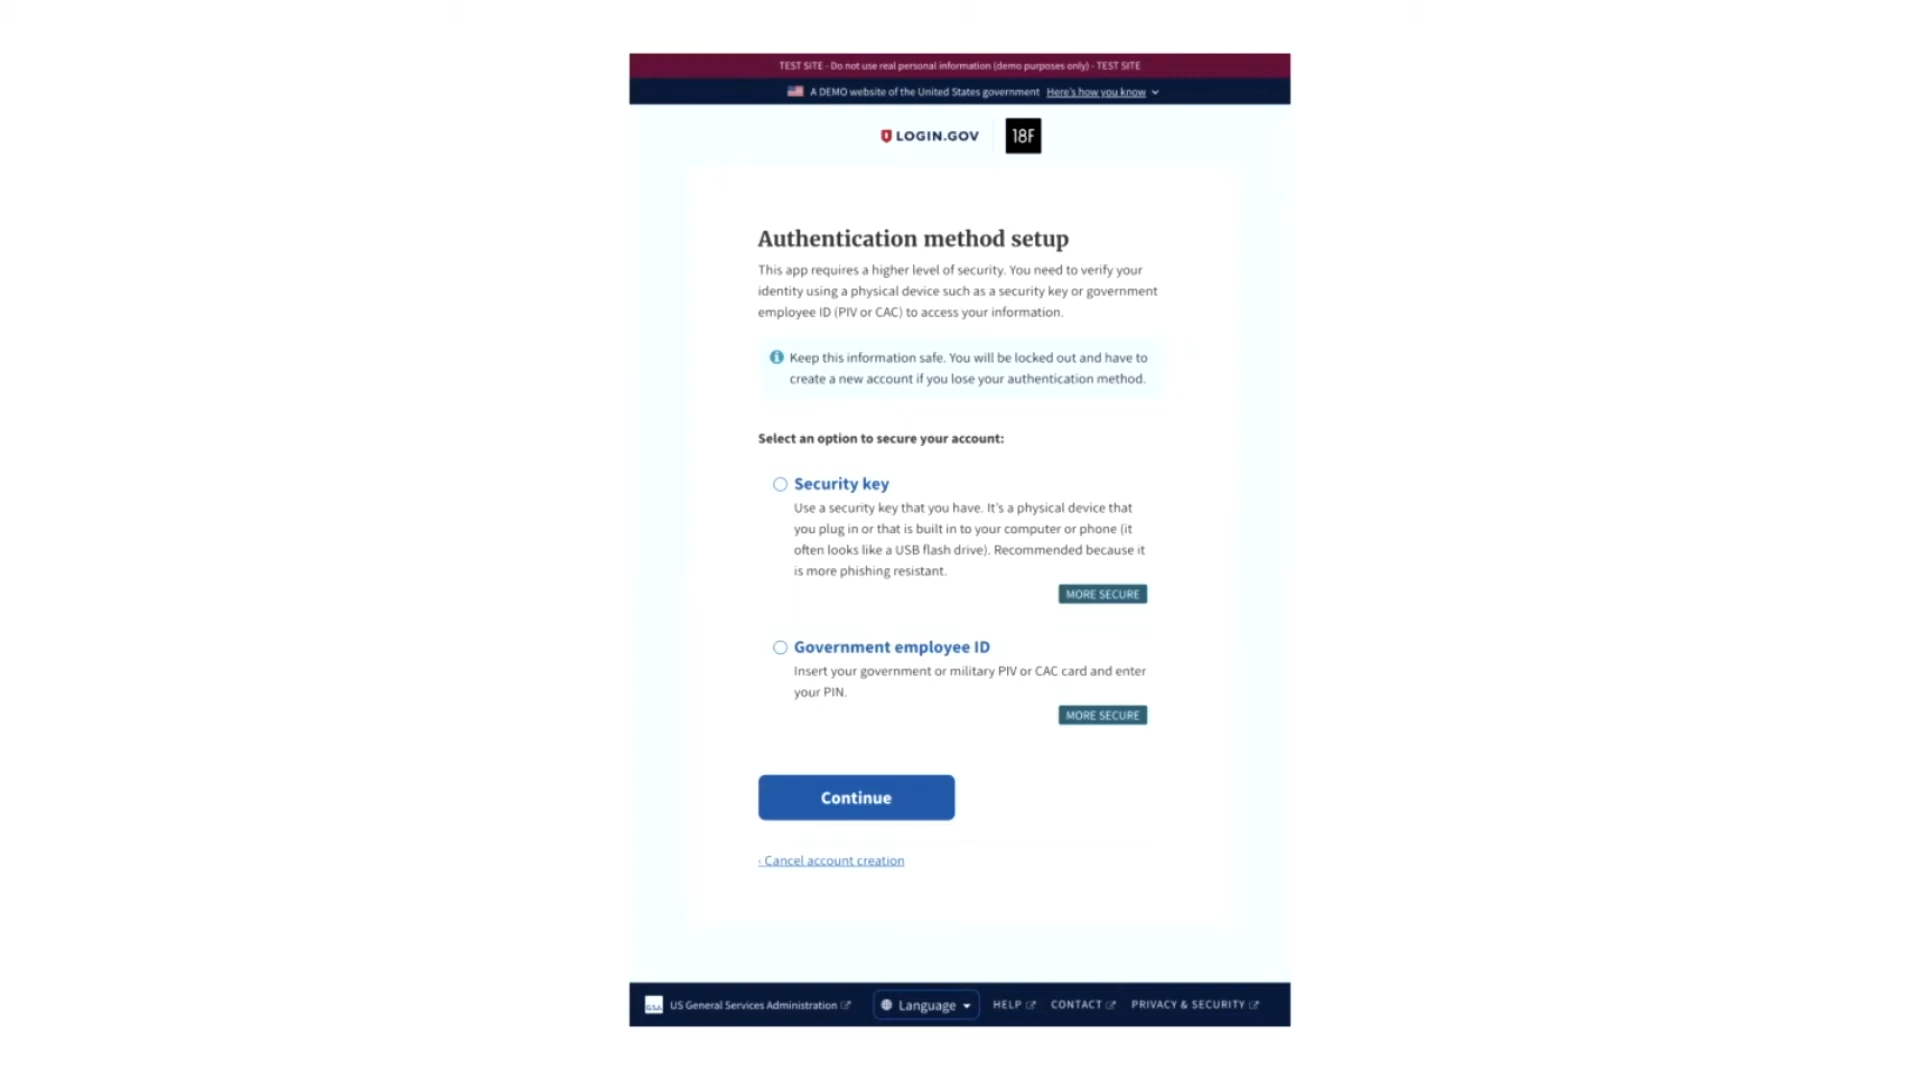 TEST SITE - Do not use real personal information (demo purposes only) - TEST SITE
A DEMO website of the United States government Here's how you know
LOGIN.GOV 18F
Authentication method setup
This app requires a higher level of security. You need to verify your
identity using a physical device such as a security key or government
employee ID (PIV or CAC) to access your information.
Keep this information safe. You will be locked out and have to
create a new account if you lose your authentication method.
Select an option to secure your account:
Security key
Use a security key that you have. It's a physical device that
you plug in or that is built in to your computer or phone (it
often looks like a USB flash drive). Recommended because it
is more phishing resistant.
MORE SECURE
Government employee ID
Insert your government or military PIV or CAC card and enter
your PIN.
MORE SECURE
Continue
‹ Cancel account creation
GSA US General Services Administration Language HELP CONTACT PRIVACY & SECURITY